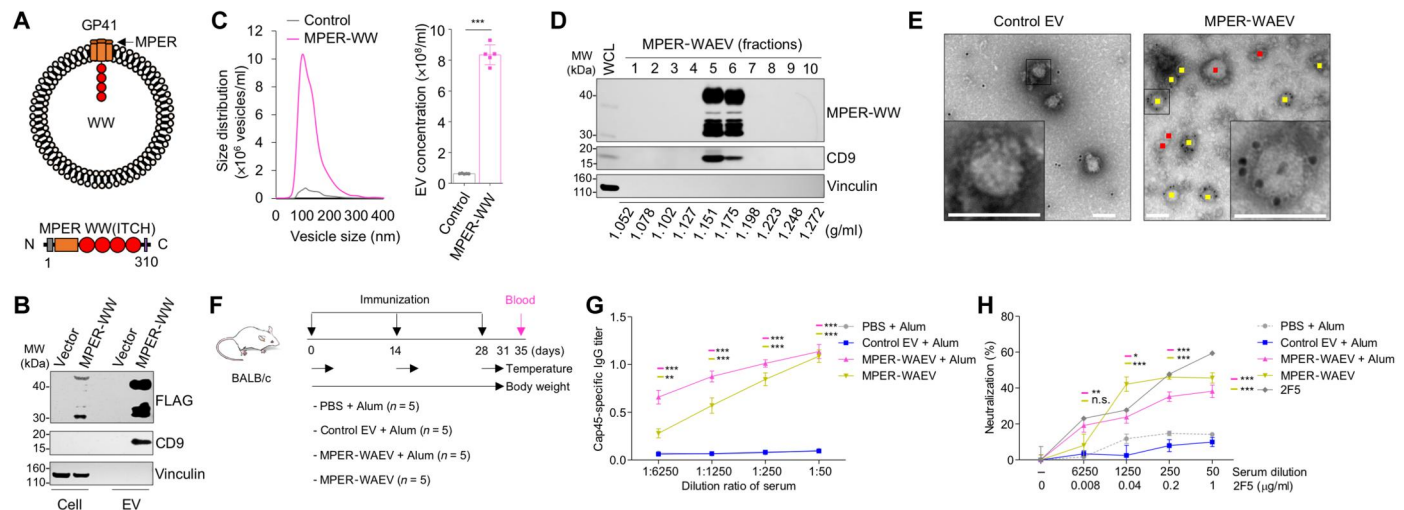 A
GP41
MPER
WW
MPER WW(ITCH)
N
C
1
310
B
Vector
MPER-WW
Vector
MPER-WW
MW
(kDa)
40
30
20
15
160
110
FLAG
CD9
Vinculin
Cell
EV
C
Control
MPER-WW
Size distribution
(×10⁶ vesicles/ml)
12
10
8
6
4
2
0
0 100 200 300 400
Vesicle size (nm)
EV concentration (×10⁸/ml)
***
10
8
6
4
2
0
Control
MPER-WW
D
MW
(kDa)
WCL
MPER-WAEV (fractions)
1 2 3 4 5 6 7 8 9 10
40
30
20
15
160
110
MPER-WW
CD9
Vinculin
1.052
1.078
1.102
1.127
1.151
1.175
1.198
1.223
1.248
1.272
(g/ml)
E
Control EV
MPER-WAEV
F
Immunization
Blood
0 14 28 31 35 (days)
Temperature
Body weight
BALB/c
- PBS + Alum (n = 5)
- Control EV + Alum (n = 5)
- MPER-WAEV + Alum (n = 5)
- MPER-WAEV (n = 5)
G
Cap45-specific IgG titer
1.5
1.0
0.5
0.0
***
**
***
***
***
***
***
***
1:6250 1:1250 1:250 1:50
Dilution ratio of serum
PBS + Alum
Control EV + Alum
MPER-WAEV + Alum
MPER-WAEV
H
Neutralization (%)
80
60
40
20
0
**
n.s.
*
***
***
***
***
***
PBS + Alum
Control EV + Alum
MPER-WAEV + Alum
MPER-WAEV
2F5
– 6250 1250 250 50 Serum dilution
0 0.008 0.04 0.2 1 2F5 (μg/ml)